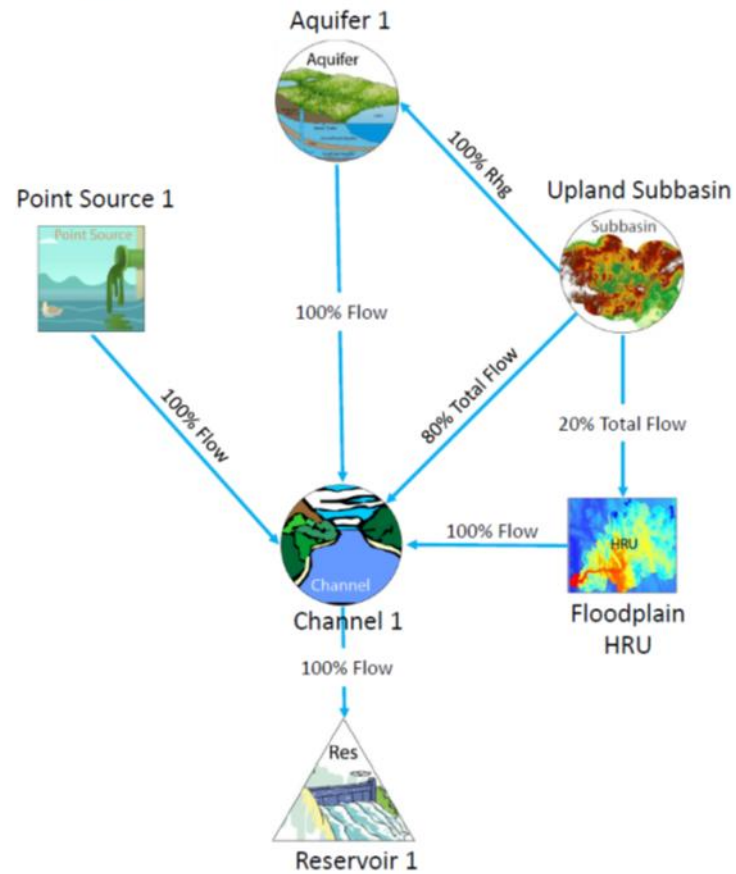 Aquifer 1
Aquifer
100% Rhg
Point Source 1
Point Source
Upland Subbasin
Subbasin
100% Flow
100% Flow
80% Total Flow
20% Total Flow
Channel
Channel 1
100% Flow
HRU
Floodplain
HRU
100% Flow
Res
Reservoir 1